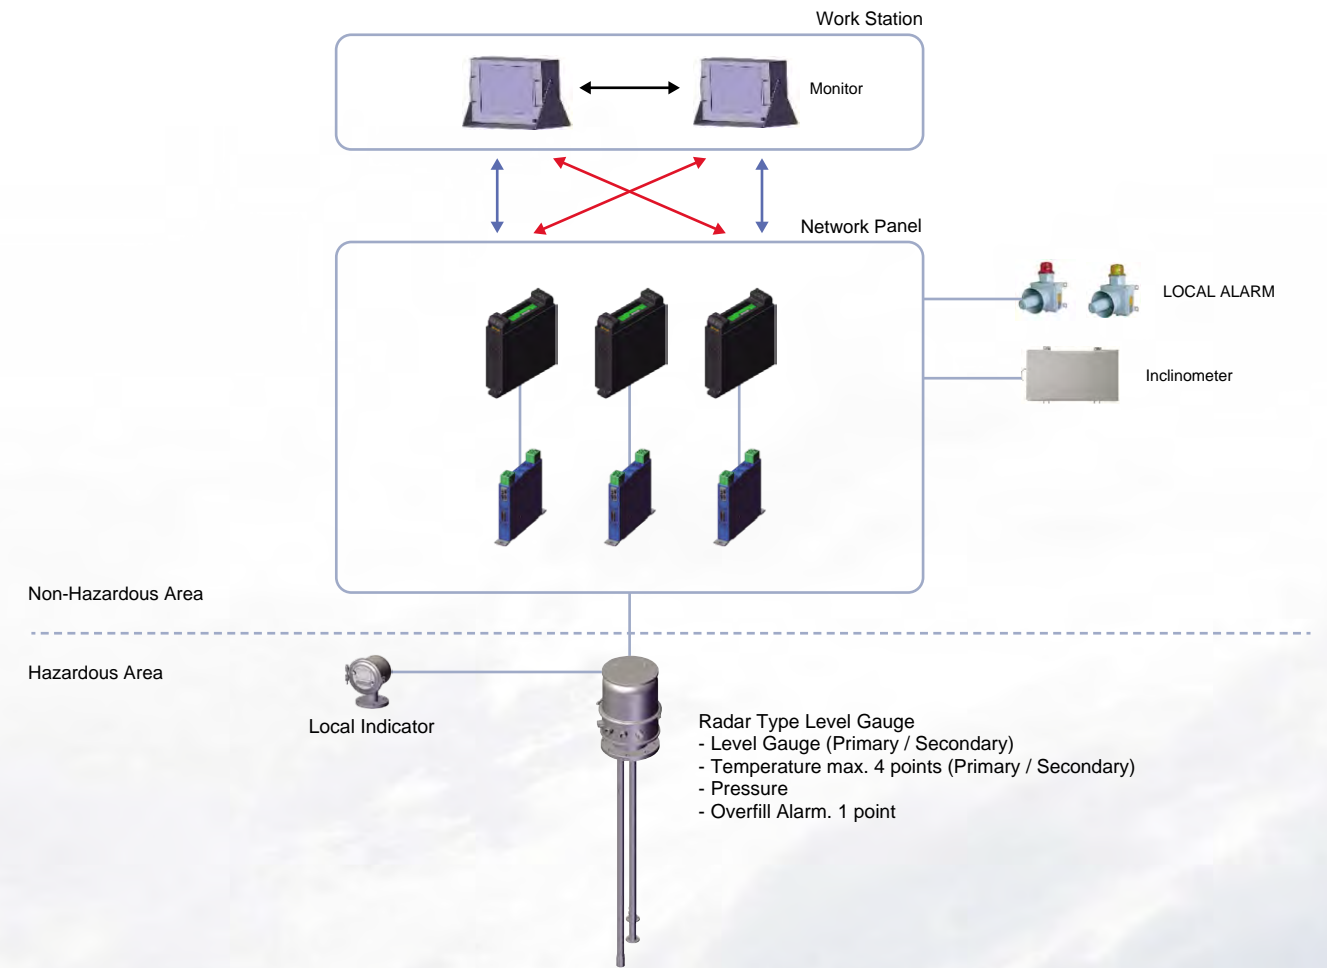 Work Station
Monitor
Network Panel
LOCAL ALARM
Inclinometer
Non-Hazardous Area
Hazardous Area
Local Indicator
Radar Type Level Gauge
- Level Gauge (Primary / Secondary)
- Temperature max. 4 points (Primary / Secondary)
- Pressure
- Overfill Alarm. 1 point